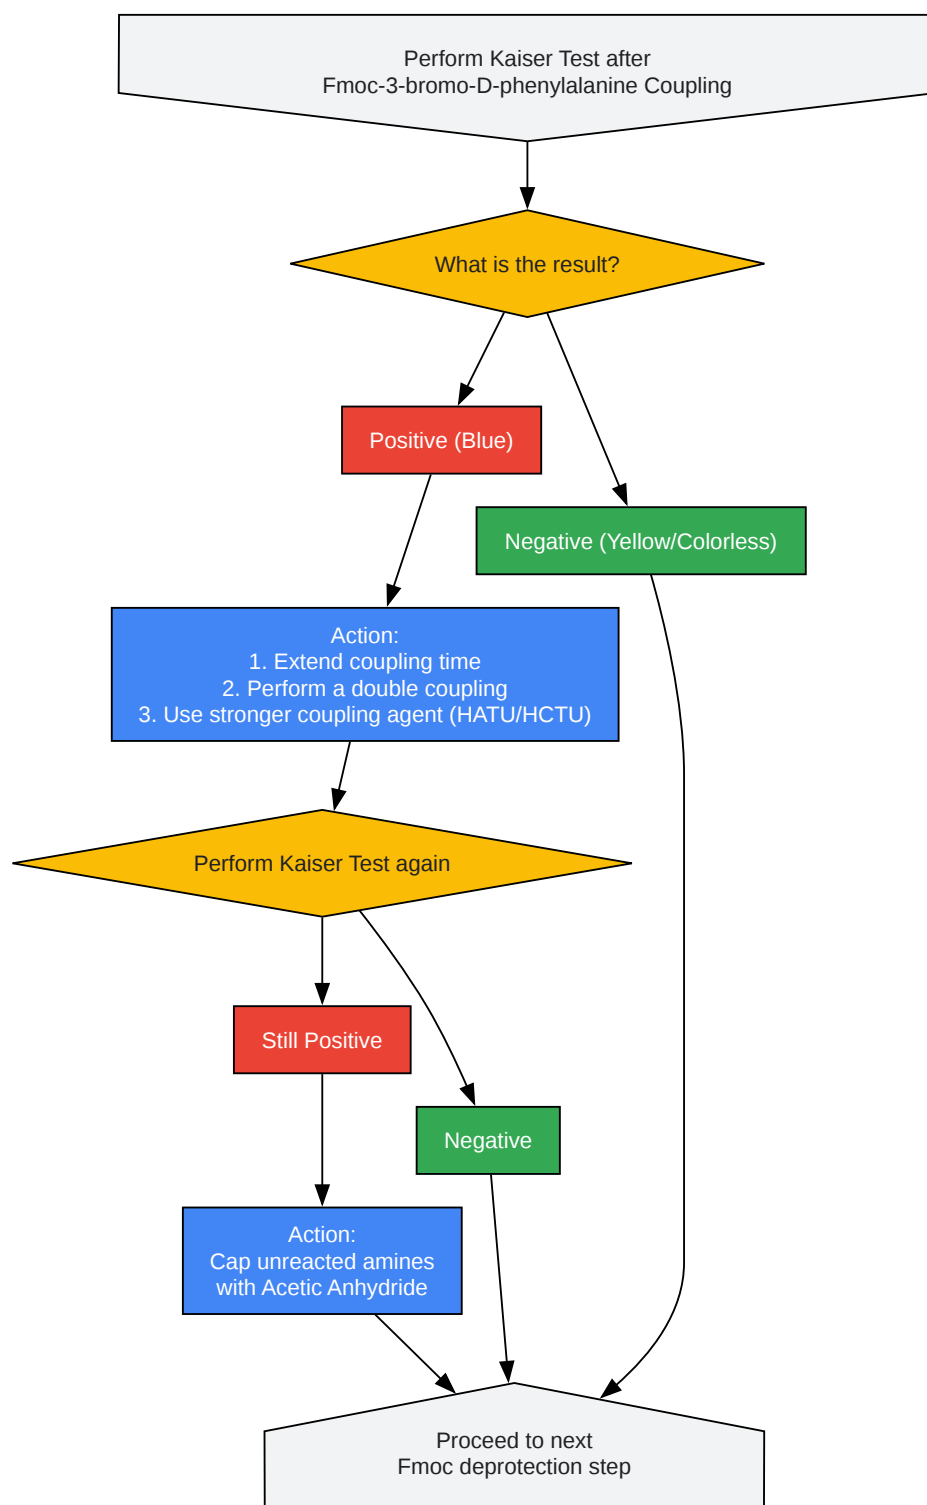 Perform Kaiser Test after
Fmoc-3-bromo-D-phenylalanine Coupling
What is the result?
Positive (Blue)
Negative (Yellow/Colorless)
Action:
1. Extend coupling time
2. Perform a double coupling
3. Use stronger coupling agent (HATU/HCTU)
Perform Kaiser Test again
Still Positive
Negative
Action:
Cap unreacted amines
with Acetic Anhydride
Proceed to next
Fmoc deprotection step